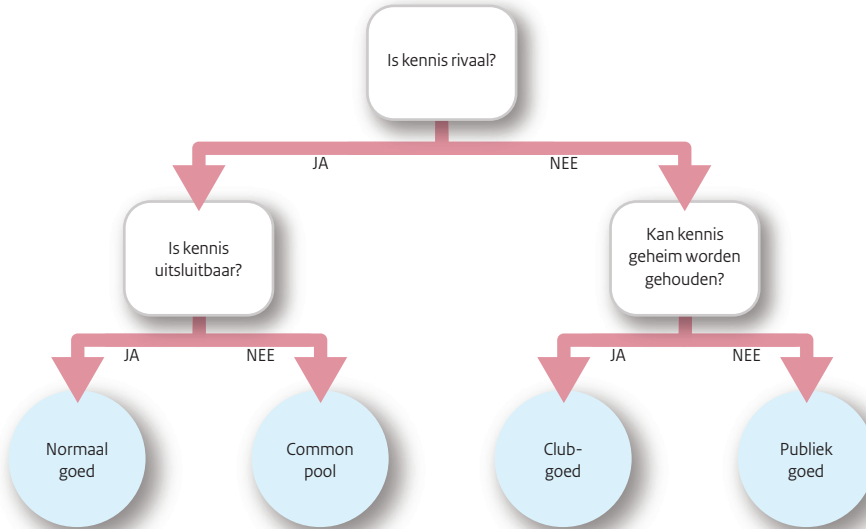 Is kennis rivaal?
JA
NEE
Is kennis
uitsluitbaar?
Kan kennis
geheim worden
gehouden?
JA
NEE
JA
NEE
Normaal
goed
Common
pool
Club-
goed
Publiek
goed